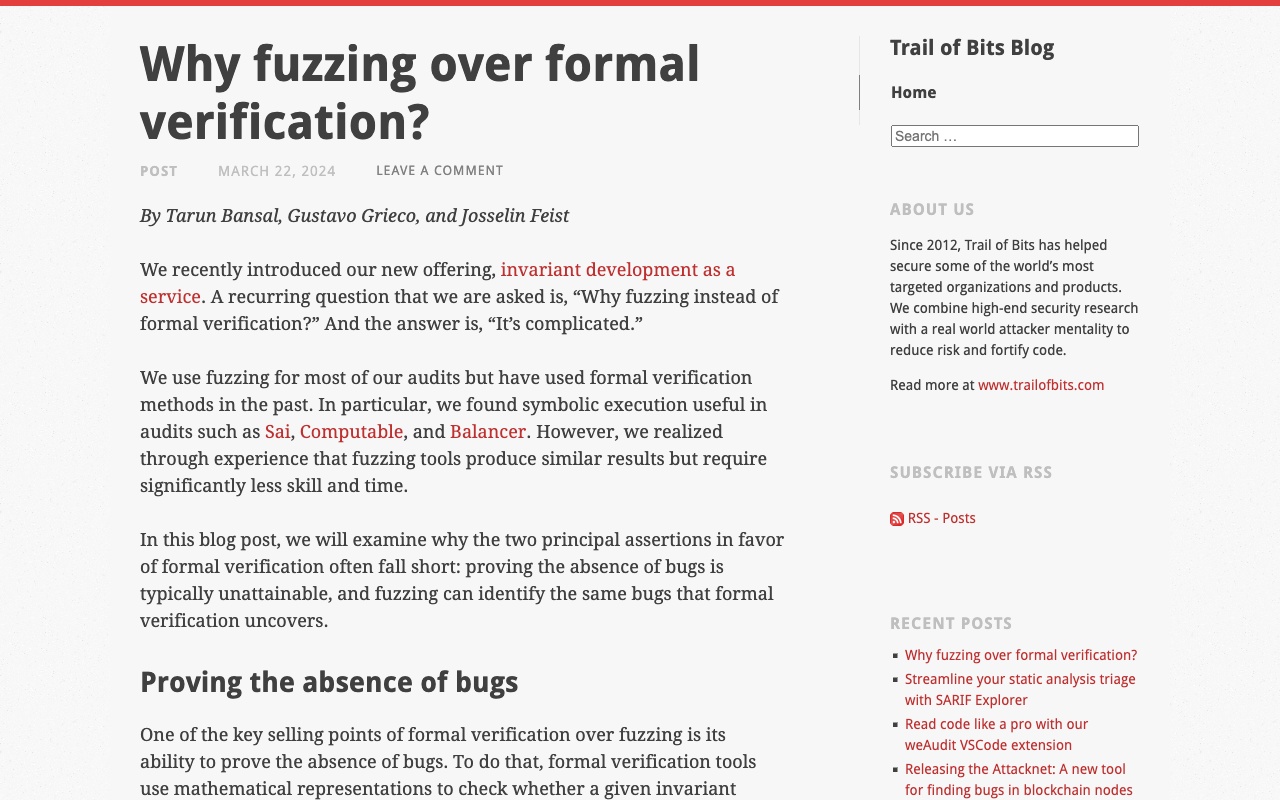 Why fuzzing over formal
verification?
POST MARCH 22, 2024 LEAVE A COMMENT
By Tarun Bansal, Gustavo Grieco, and Josselin Feist
We recently introduced our new offering, invariant development as a
service. A recurring question that we are asked is, “Why fuzzing instead of
formal verification?” And the answer is, “It’s complicated.”
We use fuzzing for most of our audits but have used formal verification
methods in the past. In particular, we found symbolic execution useful in
audits such as Sai, Computable, and Balancer. However, we realized
through experience that fuzzing tools produce similar results but require
significantly less skill and time.
In this blog post, we will examine why the two principal assertions in favor
of formal verification often fall short: proving the absence of bugs is
typically unattainable, and fuzzing can identify the same bugs that formal
verification uncovers.
Proving the absence of bugs
One of the key selling points of formal verification over fuzzing is its
ability to prove the absence of bugs. To do that, formal verification tools
use mathematical representations to check whether a given invariant
Trail of Bits Blog
Home
Search …
ABOUT US
Since 2012, Trail of Bits has helped
secure some of the world’s most
targeted organizations and products.
We combine high-end security research
with a real world attacker mentality to
reduce risk and fortify code.
Read more at www.trailofbits.com
SUBSCRIBE VIA RSS
RSS - Posts
RECENT POSTS
Why fuzzing over formal verification?
Streamline your static analysis triage
with SARIF Explorer
Read code like a pro with our
weAudit VSCode extension
Releasing the Attacknet: A new tool
for finding bugs in blockchain nodes